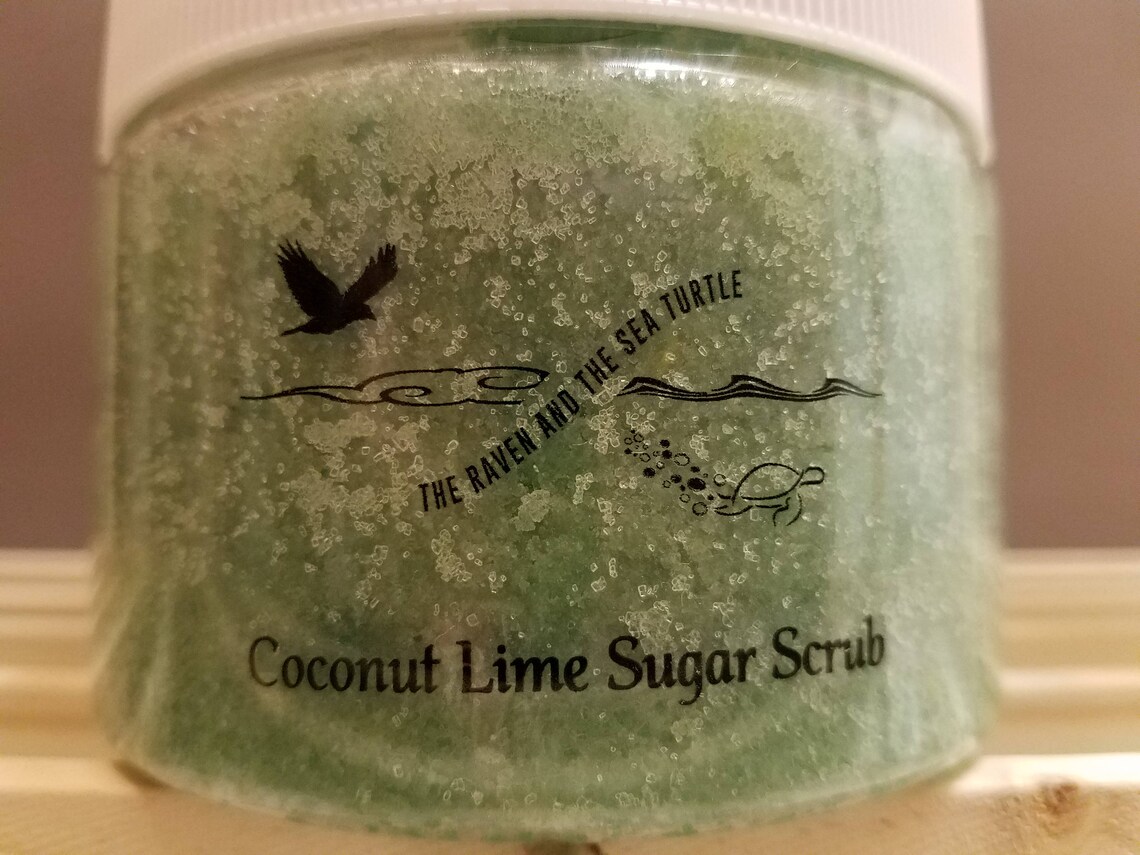 THE RAVEN AND THE SEA TURTLE
Coconut Lime Sugar Scrub